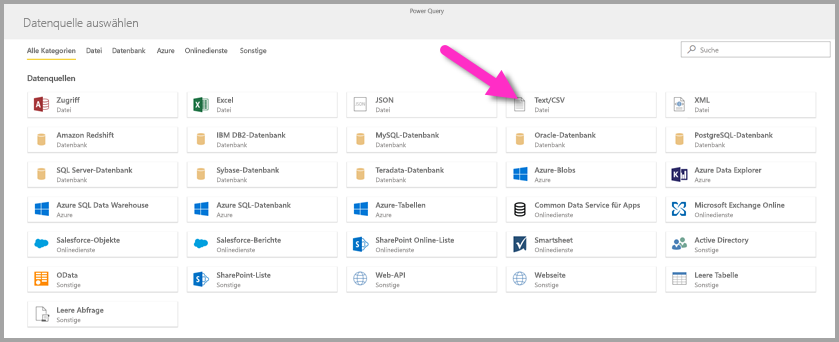 Power Query
Datenquelle auswählen
Alle Kategorien Datei Datenbank Azure Onlinedienste Sonstige Suche
Datenquellen
Zugriff Excel JSON Text/CSV XML
Datei Datei Datei Datei Datei
Amazon Redshift IBM DB2-Datenbank MySQL-Datenbank Oracle-Datenbank PostgreSQL-Datenbank
Datenbank Datenbank Datenbank Datenbank Datenbank
SQL Server-Datenbank Sybase-Datenbank Teradata-Datenbank Azure-Blobs Azure Data Explorer
Datenbank Datenbank Datenbank Azure Azure
Azure SQL Data Warehouse Azure SQL-Datenbank Azure-Tabellen Common Data Service für Apps Microsoft Exchange Online
Azure Azure Azure Onlinedienste Onlinedienste
Salesforce-Objekte Salesforce-Berichte SharePoint Online-Liste Smartsheet Active Directory
Onlinedienste Onlinedienste Onlinedienste Onlinedienste Sonstige
OData SharePoint-Liste Web-API Webseite Leere Tabelle
Sonstige Sonstige Sonstige Sonstige Sonstige
Leere Abfrage
Sonstige